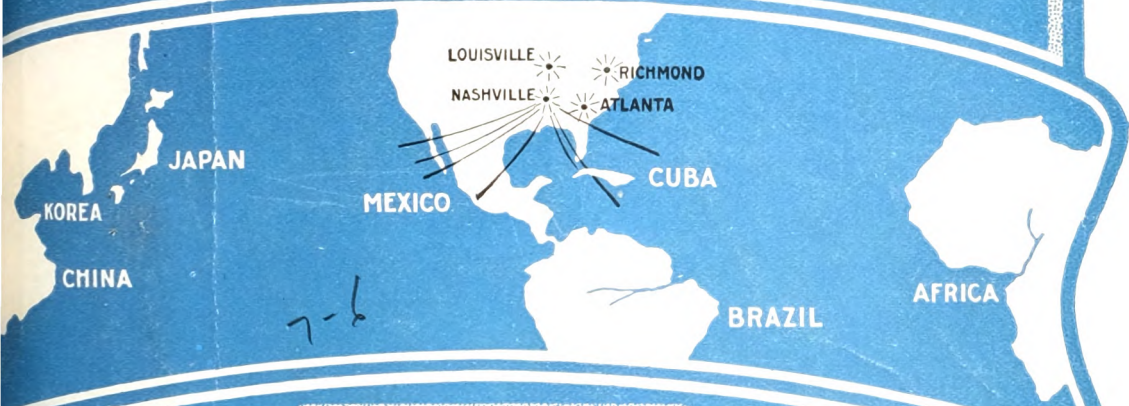 LOUISVILLE
RICHMOND
NASHVILLE
ATLANTA
JAPAN
CUBA
MEXICO
KOREA
CHINA
AFRICA
BRAZIL
7-6